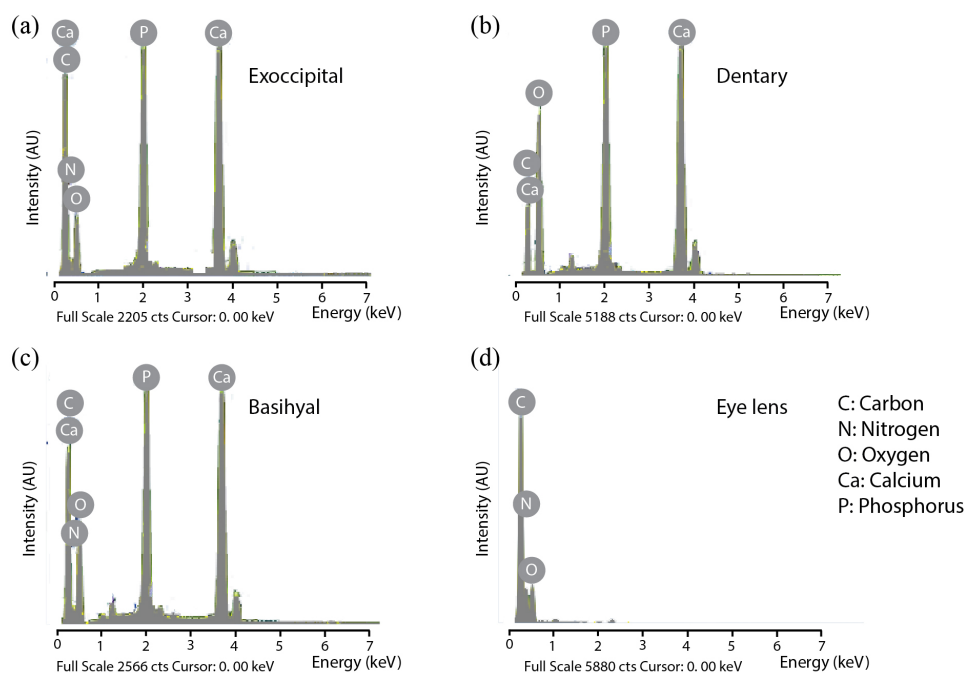 (a)
Ca
C
P
Ca
N
O
Exoccipital
Intensity (AU)
0 1 2 3 4 5 6 7
Full Scale 2205 cts Cursor: 0. 00 keV
Energy (keV)
(b)
P
Ca
O
C
Ca
Dentary
Intensity (AU)
0 1 2 3 4 5 6 7
Full Scale 5188 cts Cursor: 0. 00 keV
Energy (keV)
(c)
C
Ca
P
Ca
O
N
Basihyal
Intensity (AU)
0 1 2 3 4 5 6 7
Full Scale 2566 cts Cursor: 0. 00 keV
Energy (keV)
(d)
C
N
O
Eye lens
Intensity (AU)
0 1 2 3 4 5 6 7
Full Scale 5880 cts Cursor: 0. 00 keV
Energy (keV)
C: Carbon
N: Nitrogen
O: Oxygen
Ca: Calcium
P: Phosphorus